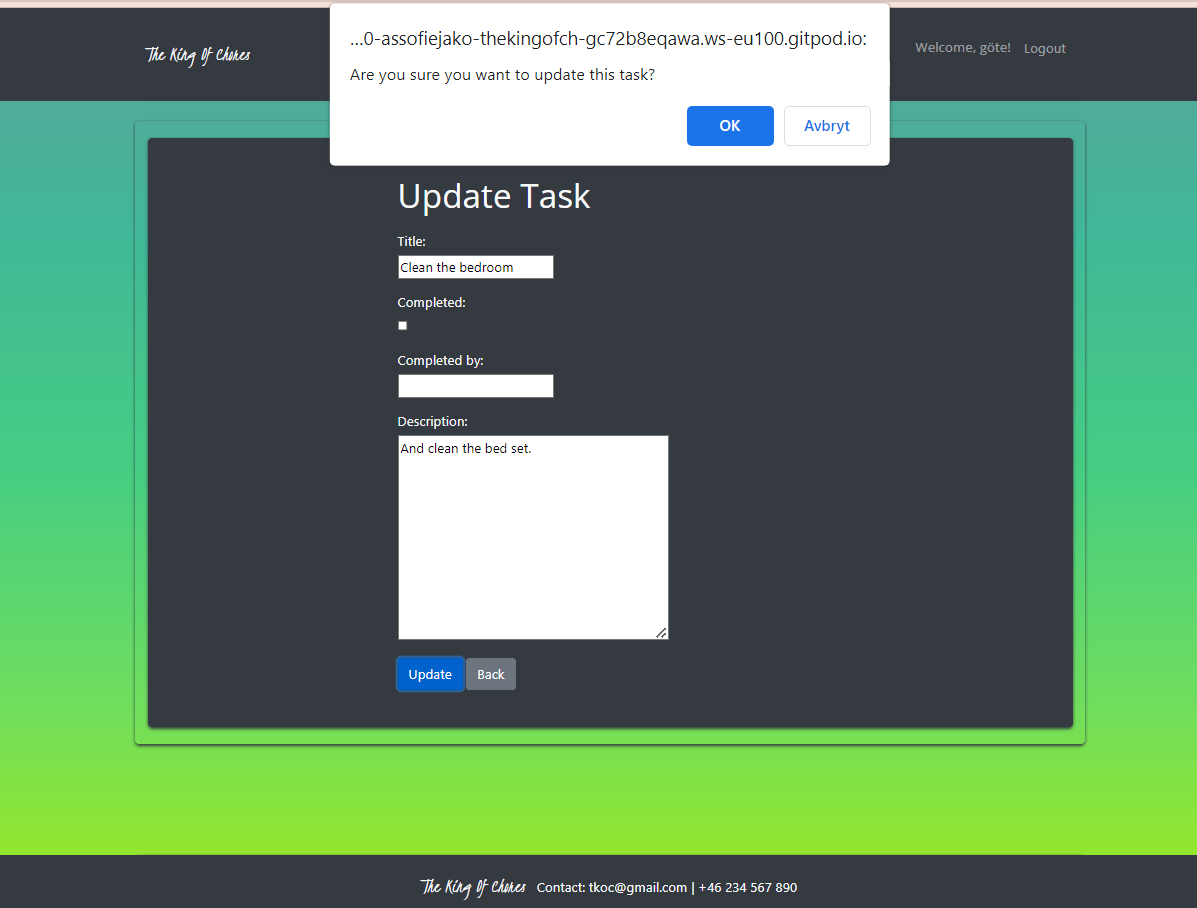 ...0-assofiejako-thekingofch-gc72b8eqawa.ws-eu100.gitpod.io:
Are you sure you want to update this task?
OK Avbryt
The King Of Chores
Welcome, göte! Logout
Update Task
Title:
Clean the bedroom
Completed:
Completed by:
Description:
And clean the bed set.
Update Back
The King Of Chores Contact: tkoc@gmail.com | +46 234 567 890